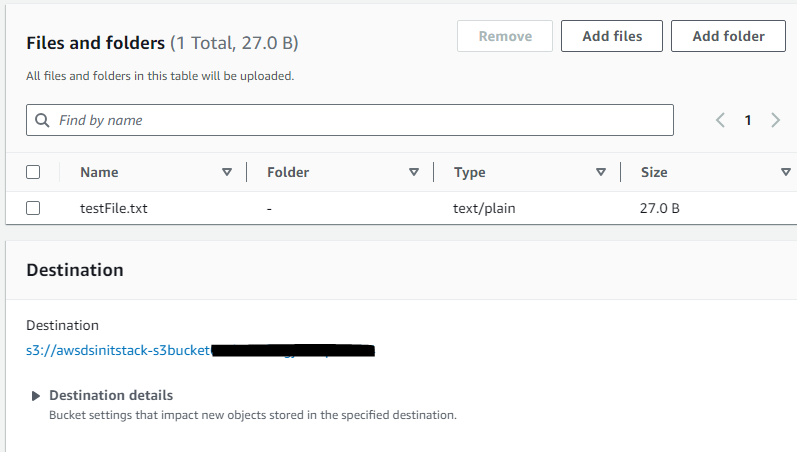 Files and folders (1 Total, 27.0 B)
Remove
Add files
Add folder
All files and folders in this table will be uploaded.
Find by name
1
Name Folder Type Size
testFile.txt - text/plain 27.0 B
Destination
Destination
s3://awsdsinitstack-s3bucket
Destination details
Bucket settings that impact new objects stored in the specified destination.